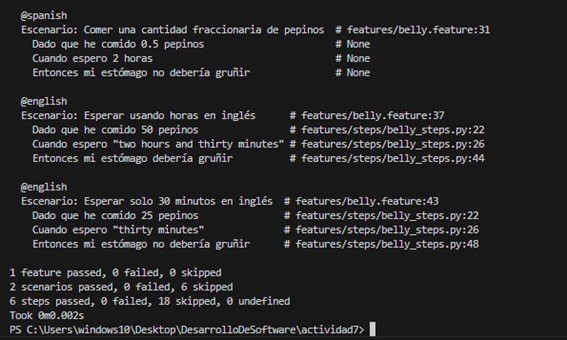 @spanish
Escenario: Comer una cantidad fraccionaria de pepinos # features/belly.feature:31
Dado que he comido 0.5 pepinos # None
Cuando espero 2 horas # None
Entonces mi estómago no debería gruñir # None
@english
Escenario: Esperar usando horas en inglés # features/belly.feature:37
Dado que he comido 50 pepinos # features/steps/belly_steps.py:22
Cuando espero "two hours and thirty minutes" # features/steps/belly_steps.py:26
Entonces mi estómago debería gruñir # features/steps/belly_steps.py:44
@english
Escenario: Esperar solo 30 minutos en inglés # features/belly.feature:43
Dado que he comido 25 pepinos # features/steps/belly_steps.py:22
Cuando espero "thirty minutes" # features/steps/belly_steps.py:26
Entonces mi estómago no debería gruñir # features/steps/belly_steps.py:48
1 feature passed, 0 failed, 0 skipped
2 scenarios passed, 0 failed, 6 skipped
6 steps passed, 0 failed, 18 skipped, 0 undefined
Took 0m0.002s
PS C:\Users\windows10\Desktop\DesarrolloDeSoftware\actividad7>